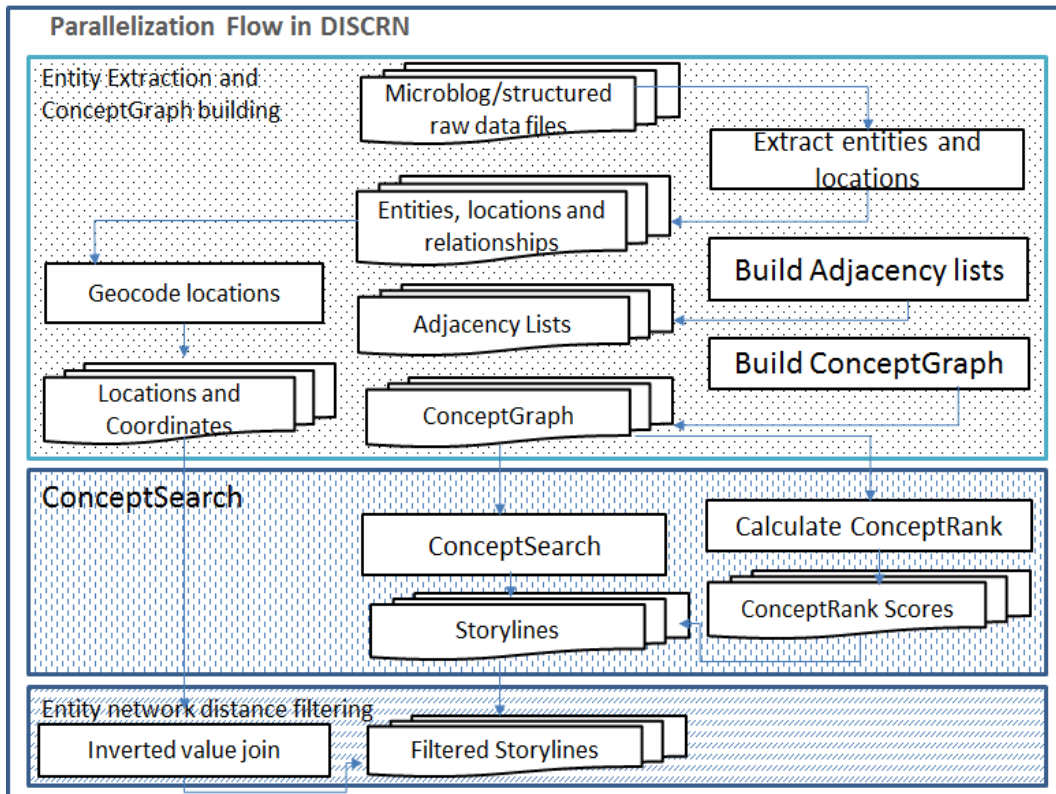 Parallelization Flow in DISCRN
Entity Extraction and
ConceptGraph building
Microblog/structured
raw data files
Extract entities and
locations
Entities, locations and
relationships
Build Adjacency lists
Geocode locations
Adjacency Lists
Build ConceptGraph
Locations and
Coordinates
ConceptGraph
ConceptSearch
ConceptSearch
Calculate ConceptRank
Storylines
ConceptRank Scores
Entity network distance filtering
Inverted value join
Filtered Storylines